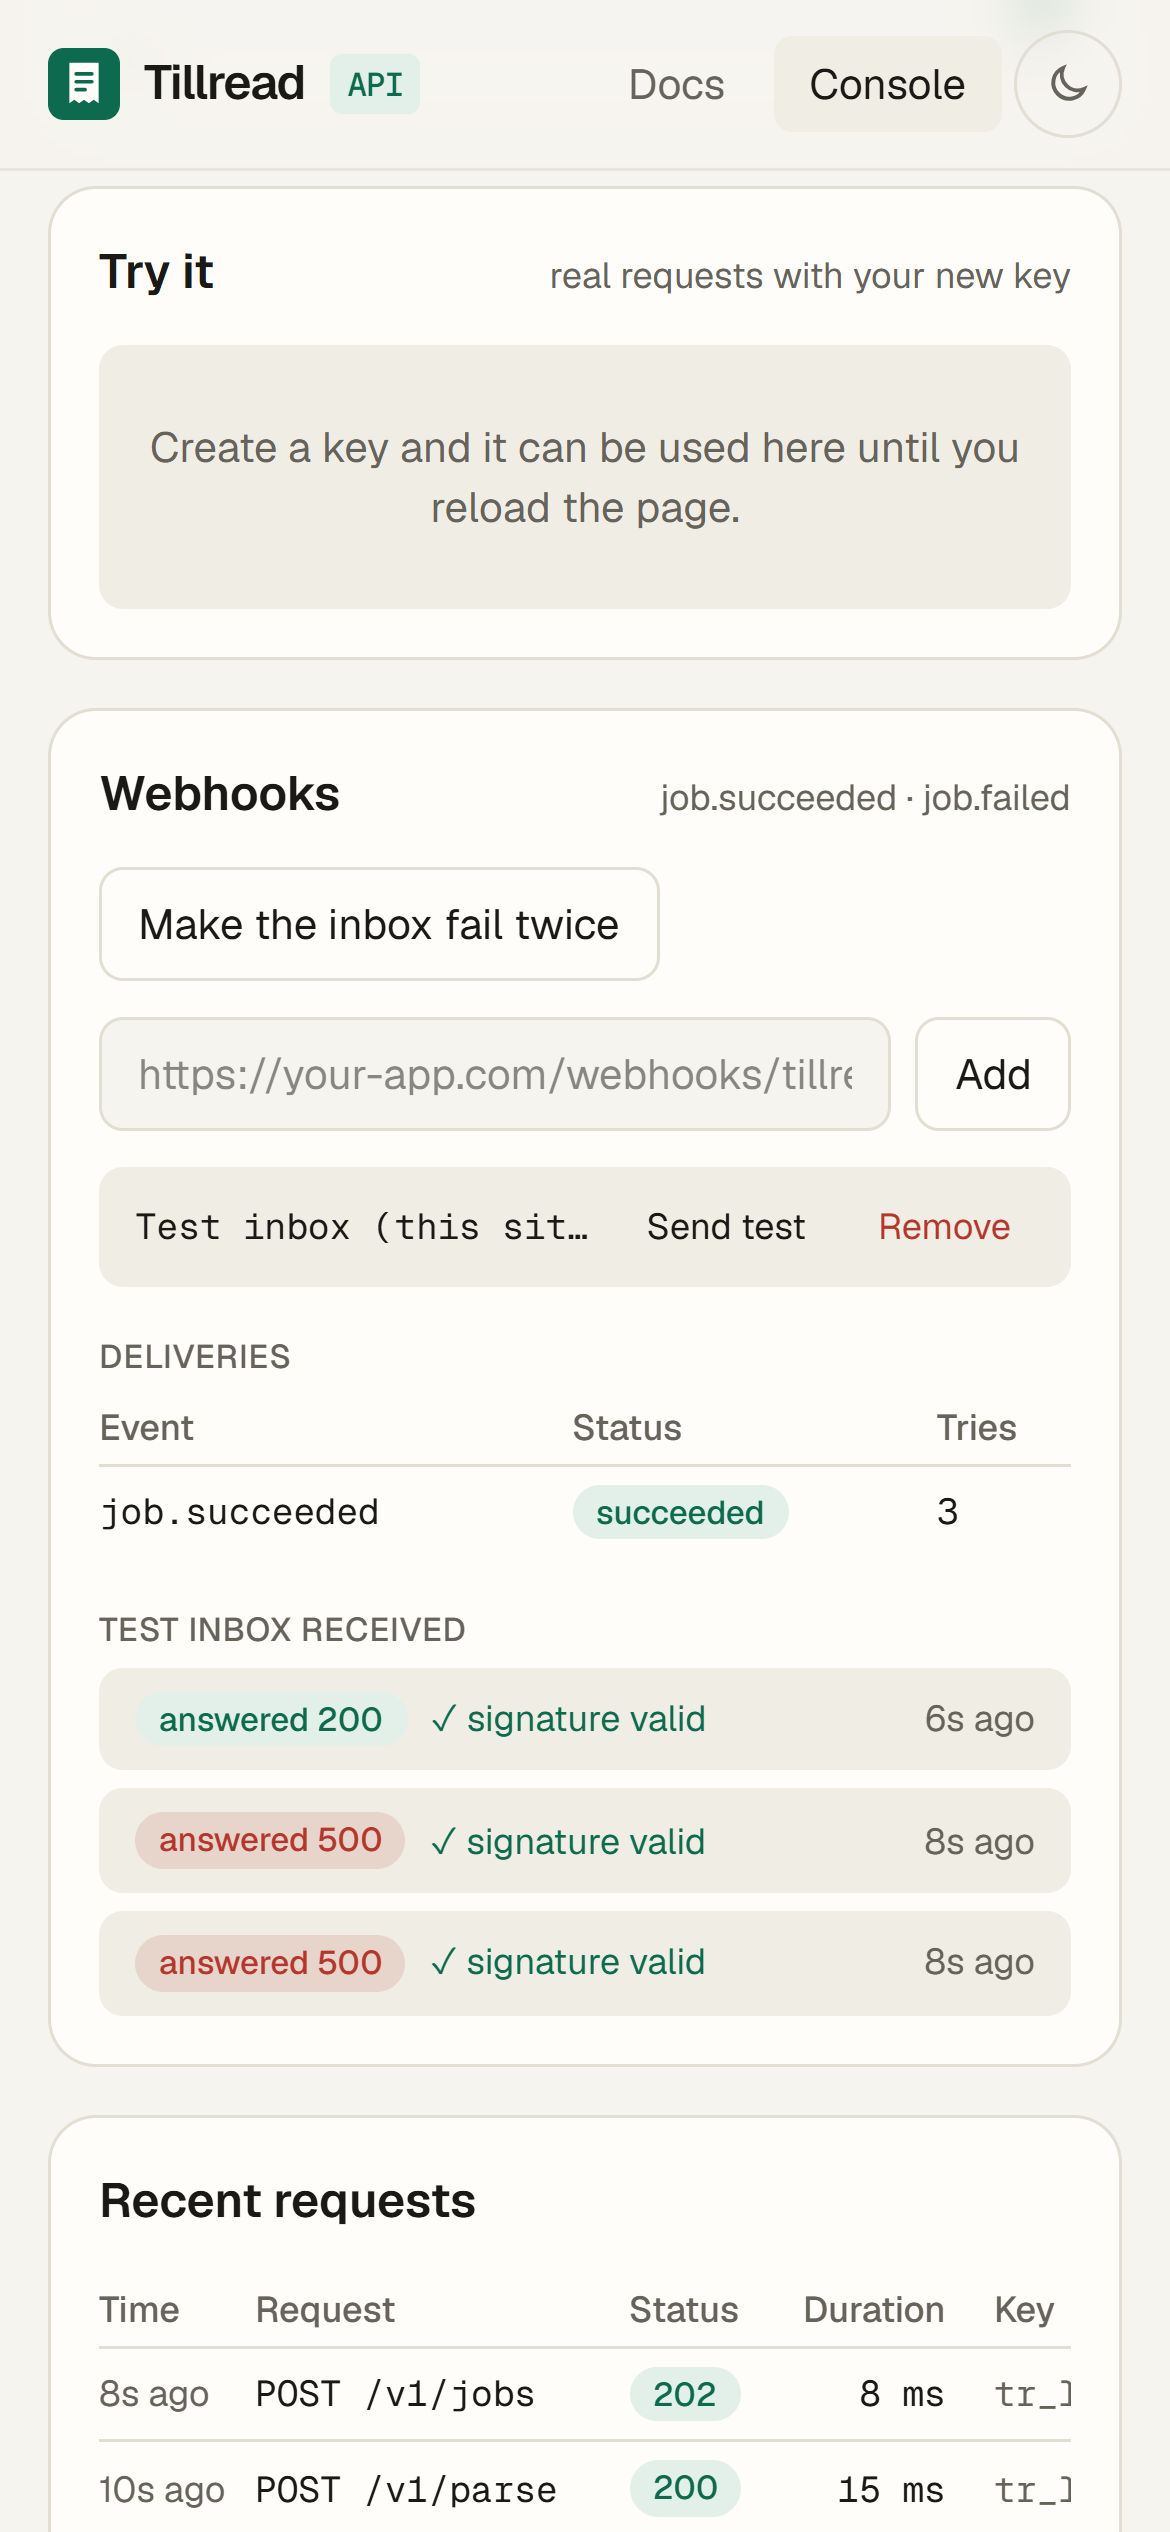 Tillread API Docs Console
Try it real requests with your new key
Create a key and it can be used here until you
reload the page.
Webhooks job.succeeded · job.failed
Make the inbox fail twice
https://your-app.com/webhooks/tillre Add
Test inbox (this sit… Send test Remove
DELIVERIES
Event Status Tries
job.succeeded succeeded 3
TEST INBOX RECEIVED
answered 200 ✓ signature valid 6s ago
answered 500 ✓ signature valid 8s ago
answered 500 ✓ signature valid 8s ago
Recent requests
Time Request Status Duration Key
8s ago POST /v1/jobs 202 8 ms tr_
10s ago POST /v1/parse 200 15 ms tr_